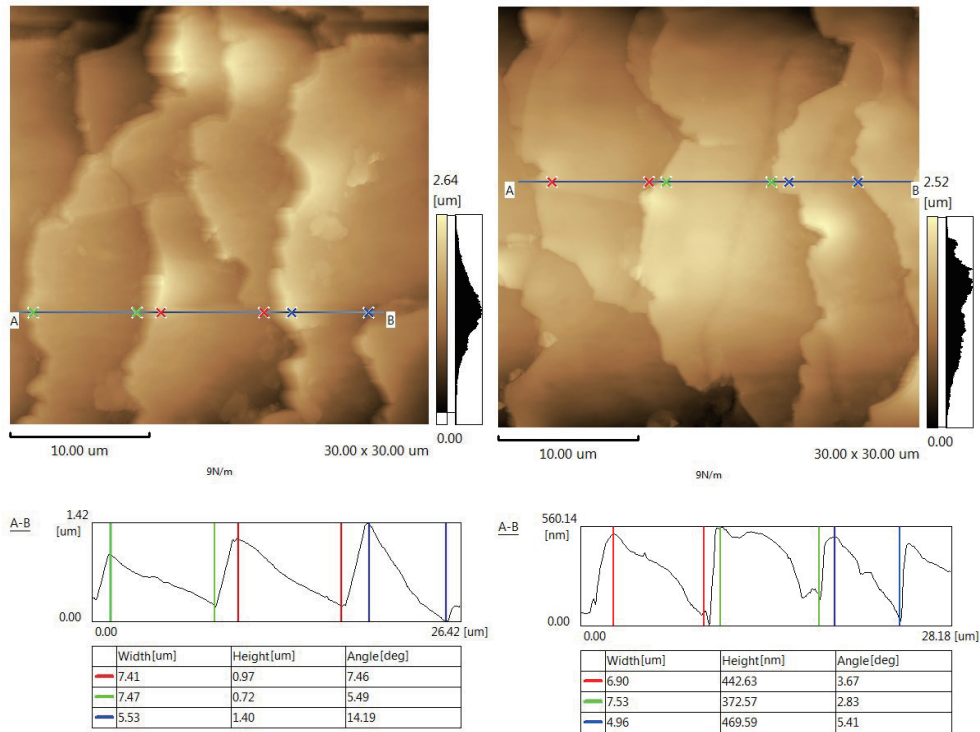 2.64
[um]
A
B
0.00
10.00 um
30.00 x 30.00 um
9N/m
A
B
2.52
[um]
0.00
10.00 um
30.00 x 30.00 um
9N/m
A-B
1.42
[um]
0.00
0.00
26.42 [um]
Width[um] Height[um] Angle[deg]
7.41 0.97 7.46
7.47 0.72 5.49
5.53 1.40 14.19
A-B
560.14
[nm]
0.00
0.00
28.18 [um]
Width[um] Height[nm] Angle[deg]
6.90 442.63 3.67
7.53 372.57 2.83
4.96 469.59 5.41